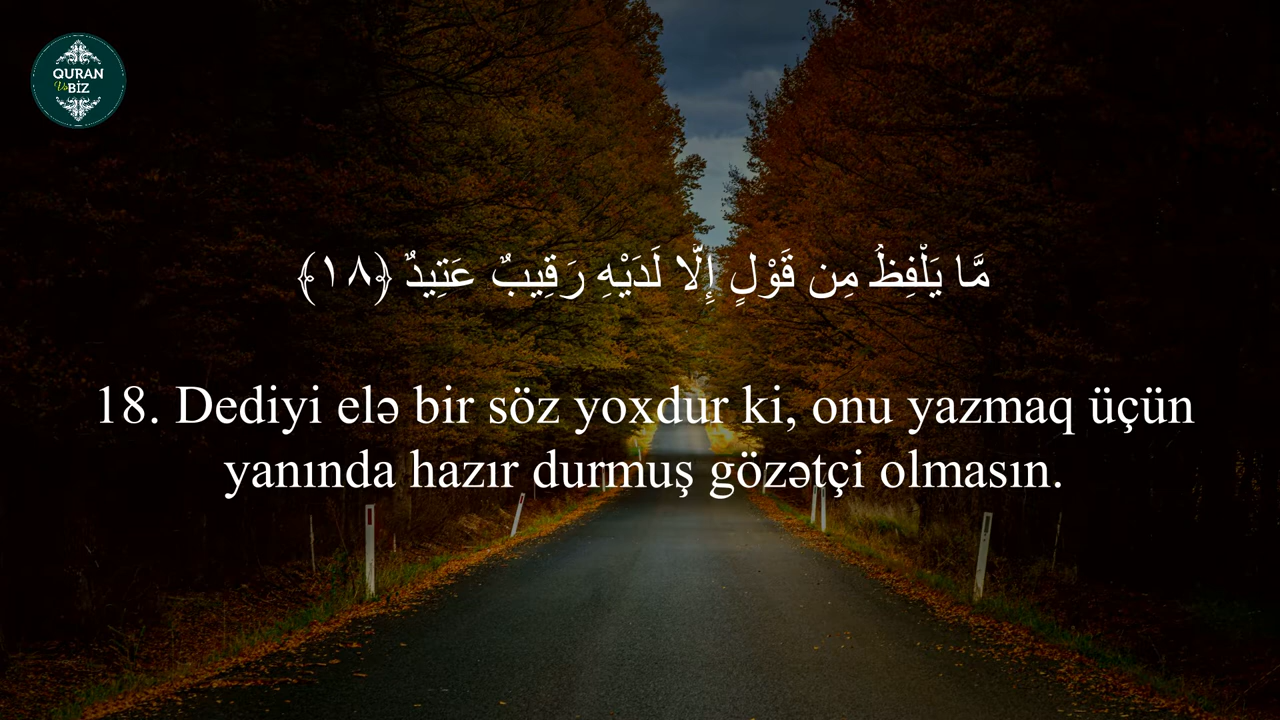 QURAN
Və BİZ
مَّا يَلْفِظُ مِن قَوْلٍ إِلَّا لَدَيْهِ رَقِيبٌ عَتِيدٌ ﴿١٨﴾
18. Dediyi elə bir söz yoxdur ki, onu yazmaq üçün
yanında hazır durmuş gözətçi olmasın.